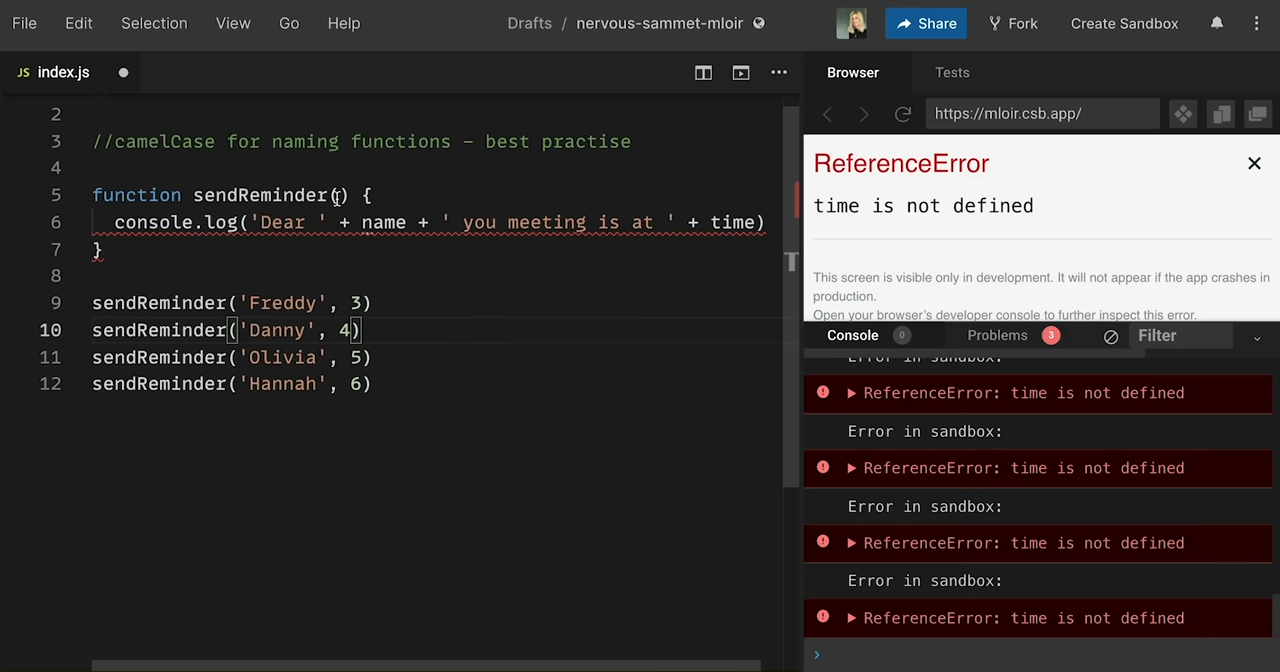 File Edit Selection View Go Help Drafts / nervous-sammet-mloir Share Fork Create Sandbox
JS index.js Browser Tests
https://mloir.csb.app/
2
3 //camelCase for naming functions - best practise
4
5 function sendReminder() {
6 console.log('Dear ' + name + ' you meeting is at ' + time)
7 }
8
9 sendReminder('Freddy', 3)
10 sendReminder('Danny', 4)
11 sendReminder('Olivia', 5)
12 sendReminder('Hannah', 6)
ReferenceError
time is not defined
This screen is visible only in development. It will not appear if the app crashes in
production.
Open your browser's developer console to further inspect this error.
Console 0 Problems 3 Filter
Error in sandbox:
ReferenceError: time is not defined
Error in sandbox:
ReferenceError: time is not defined
Error in sandbox:
ReferenceError: time is not defined
Error in sandbox:
ReferenceError: time is not defined